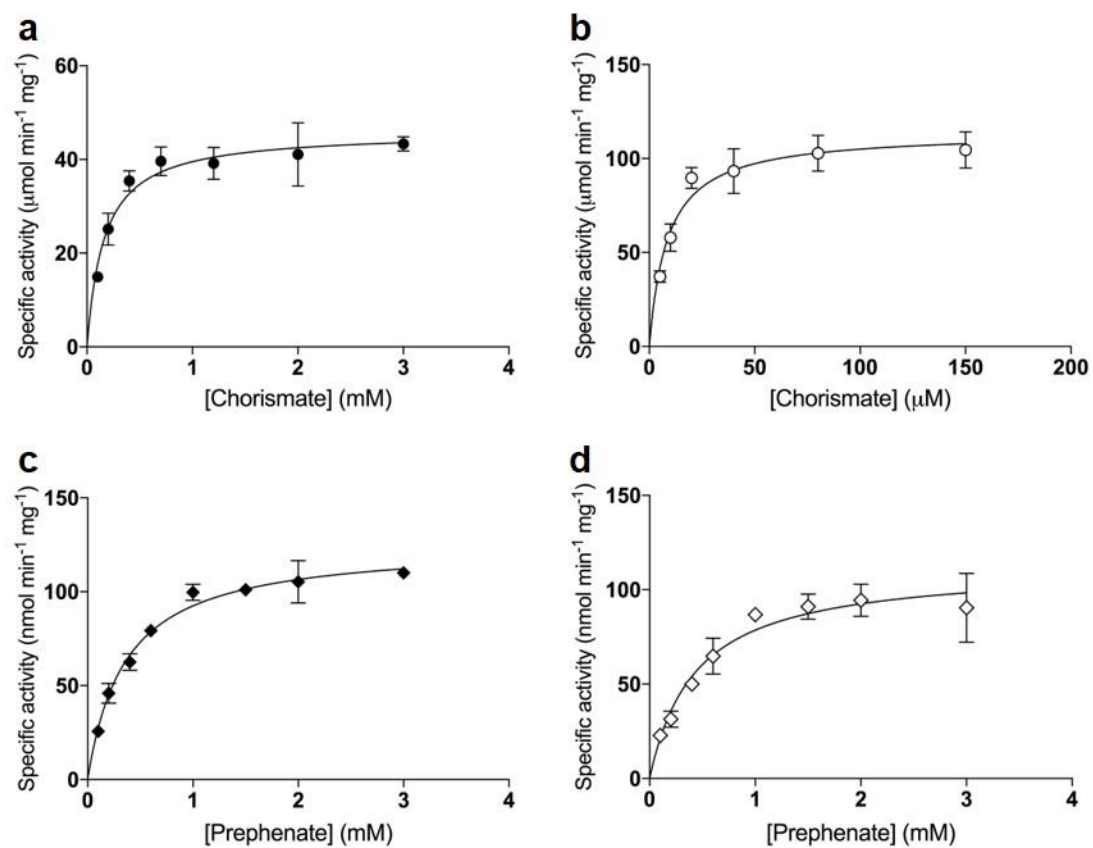 a
60
40
20
0
Specific activity (μmol min⁻¹ mg⁻¹)
0 1 2 3 4
[Chorismate] (mM)
b
150
100
50
0
Specific activity (μmol min⁻¹ mg⁻¹)
0 50 100 150 200
[Chorismate] (μM)
c
150
100
50
0
Specific activity (nmol min⁻¹ mg⁻¹)
0 1 2 3 4
[Prephenate] (mM)
d
150
100
50
0
Specific activity (nmol min⁻¹ mg⁻¹)
0 1 2 3 4
[Prephenate] (mM)